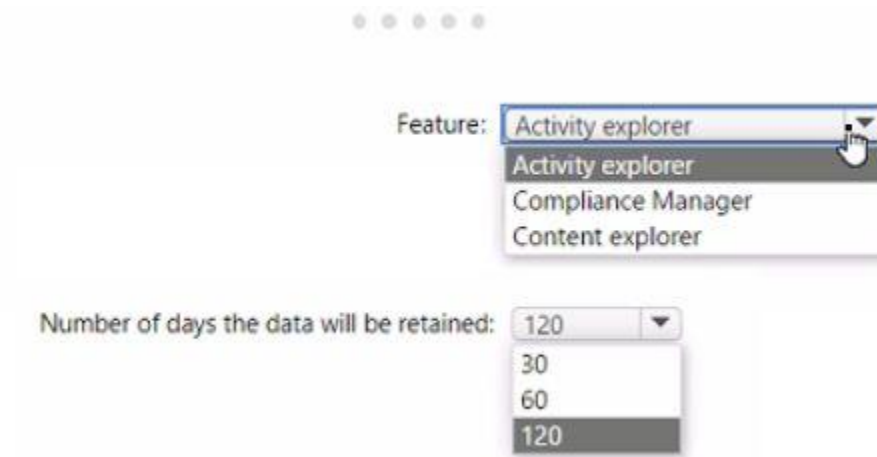 Feature: Activity explorer
Activity explorer
Compliance Manager
Content explorer
Number of days the data will be retained: 120
30
60
120